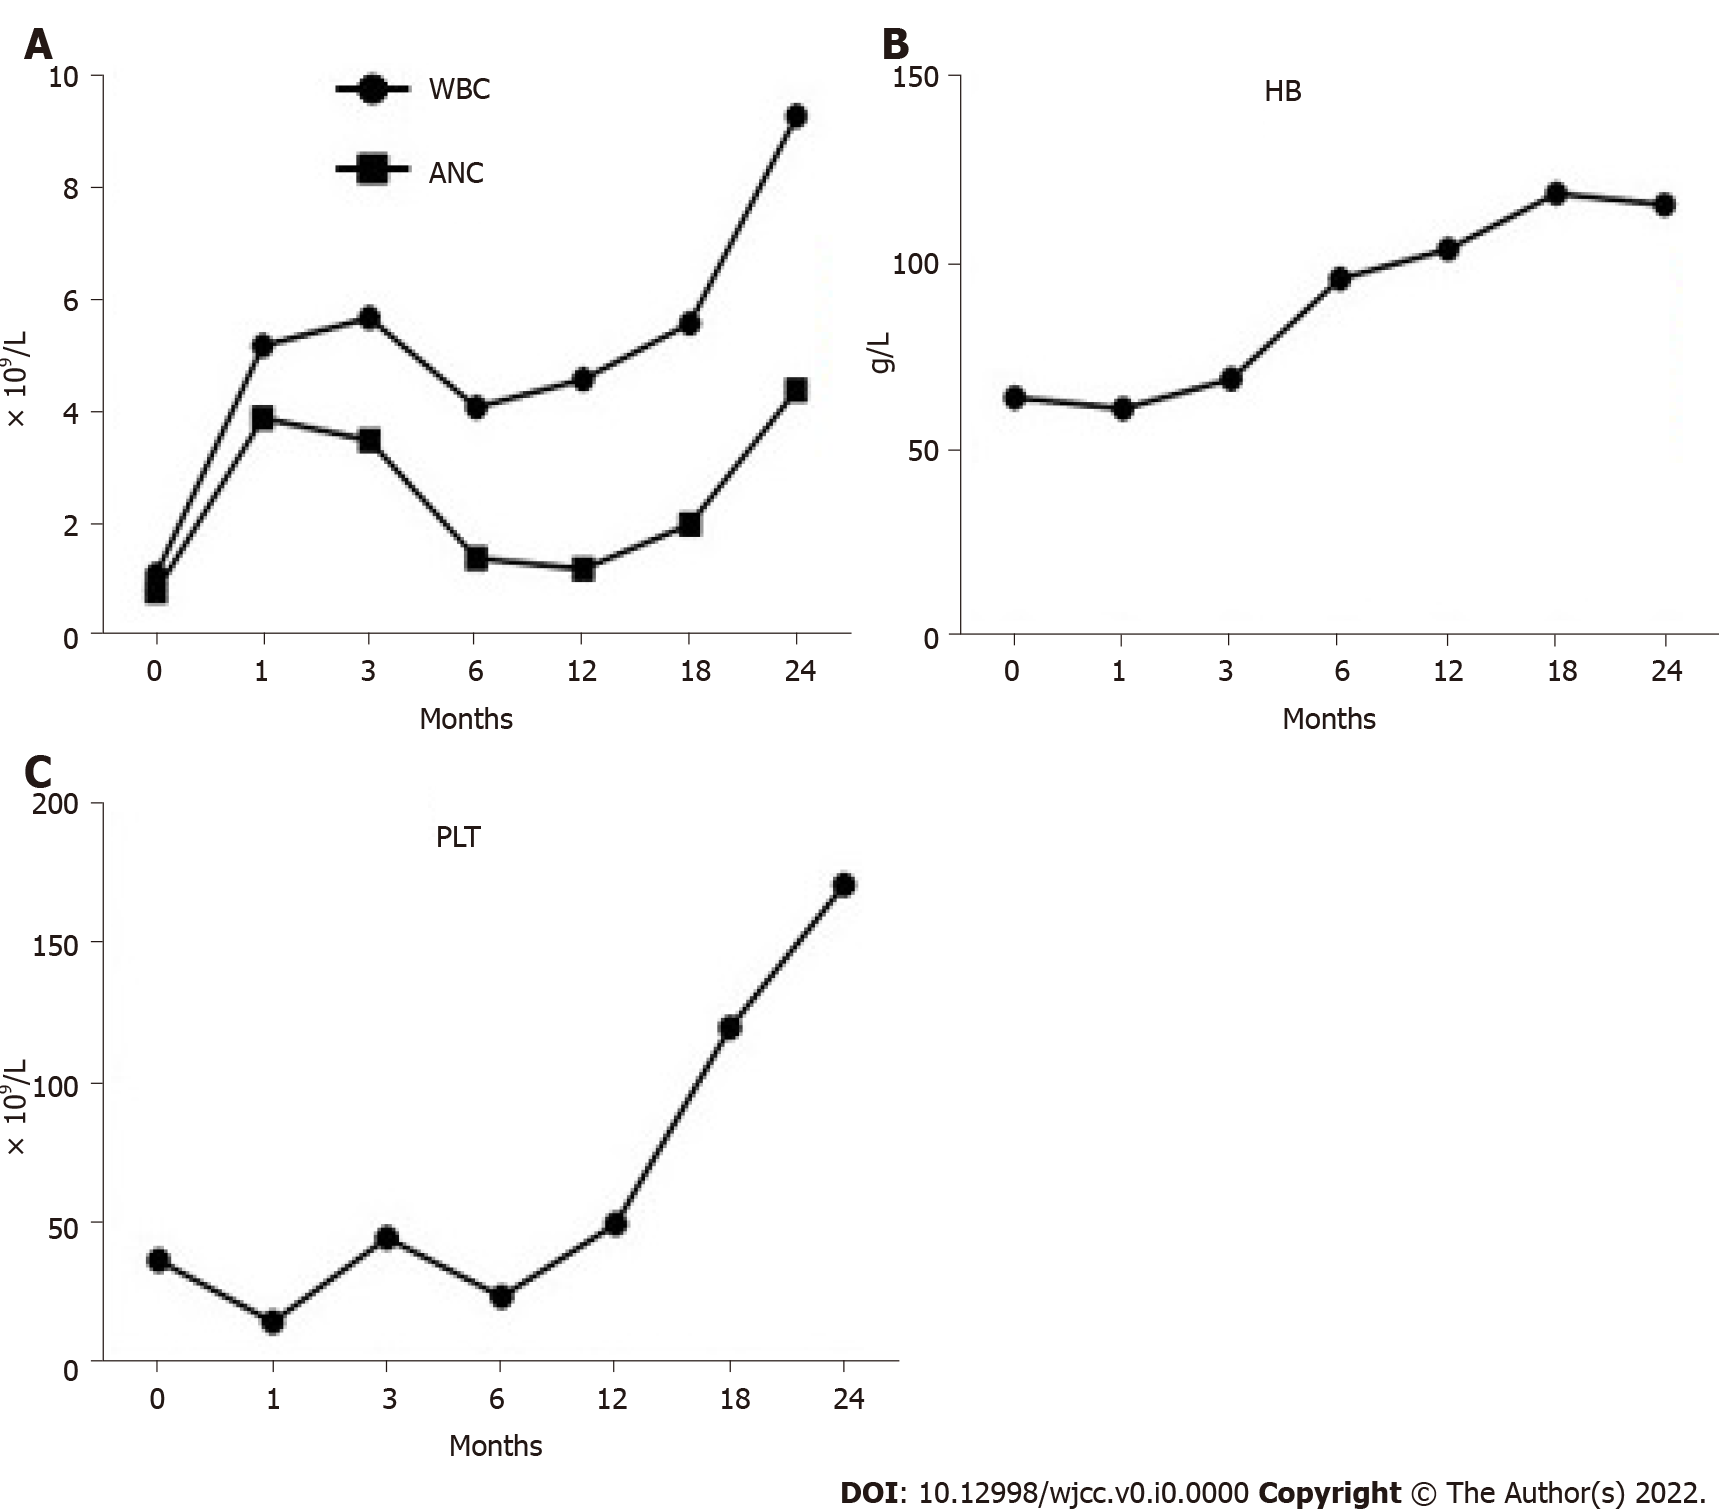 A
10
8
6
4
2
0
× 10⁹/L
WBC
ANC
0 1 3 6 12 18 24
Months
B
150
100
50
0
g/L
HB
0 1 3 6 12 18 24
Months
C
200
150
100
50
0
× 10⁹/L
PLT
0 1 3 6 12 18 24
Months
DOI: 10.12998/wjcc.v0.i0.0000 Copyright © The Author(s) 2022.